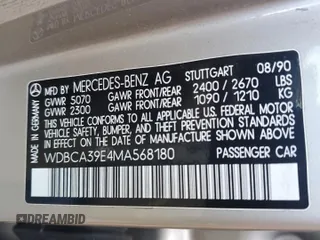 MADE IN GERMANY
MFD BY MERCEDES-BENZ AG STUTTGART 08/90
GVWR 5070 GAWR FRONT/REAR 2400 / 2670 LBS
GVWR 2300 GAWR FRONT/REAR 1090 / 1210 KG
THIS VEHICLE CONFORMS TO ALL APPLICABLE U.S. FEDERAL MOTOR VEHICLE
SAFETY, BUMPER, AND THEFT PREVENTION STANDARDS IN EFFECT
ON THE DATE OF MANUFACTURE SHOWN ABOVE.
WDBCA39E4MA568180 PASSENGER CAR
DREAMBID